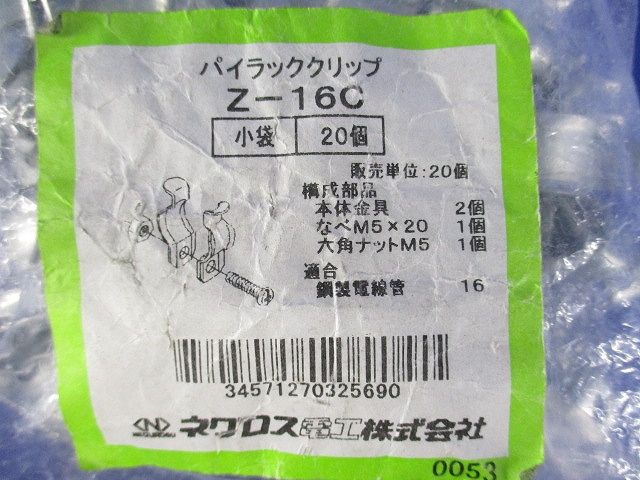 パイラッククリップ
Z-16C
小袋 20個
販売単位:20個
構成部品
本体金具 2個
なべM5×20 1個
六角ナットM5 1個
適合
鋼製電線管 16
34571270325690
ネグロス電工株式会社
0053